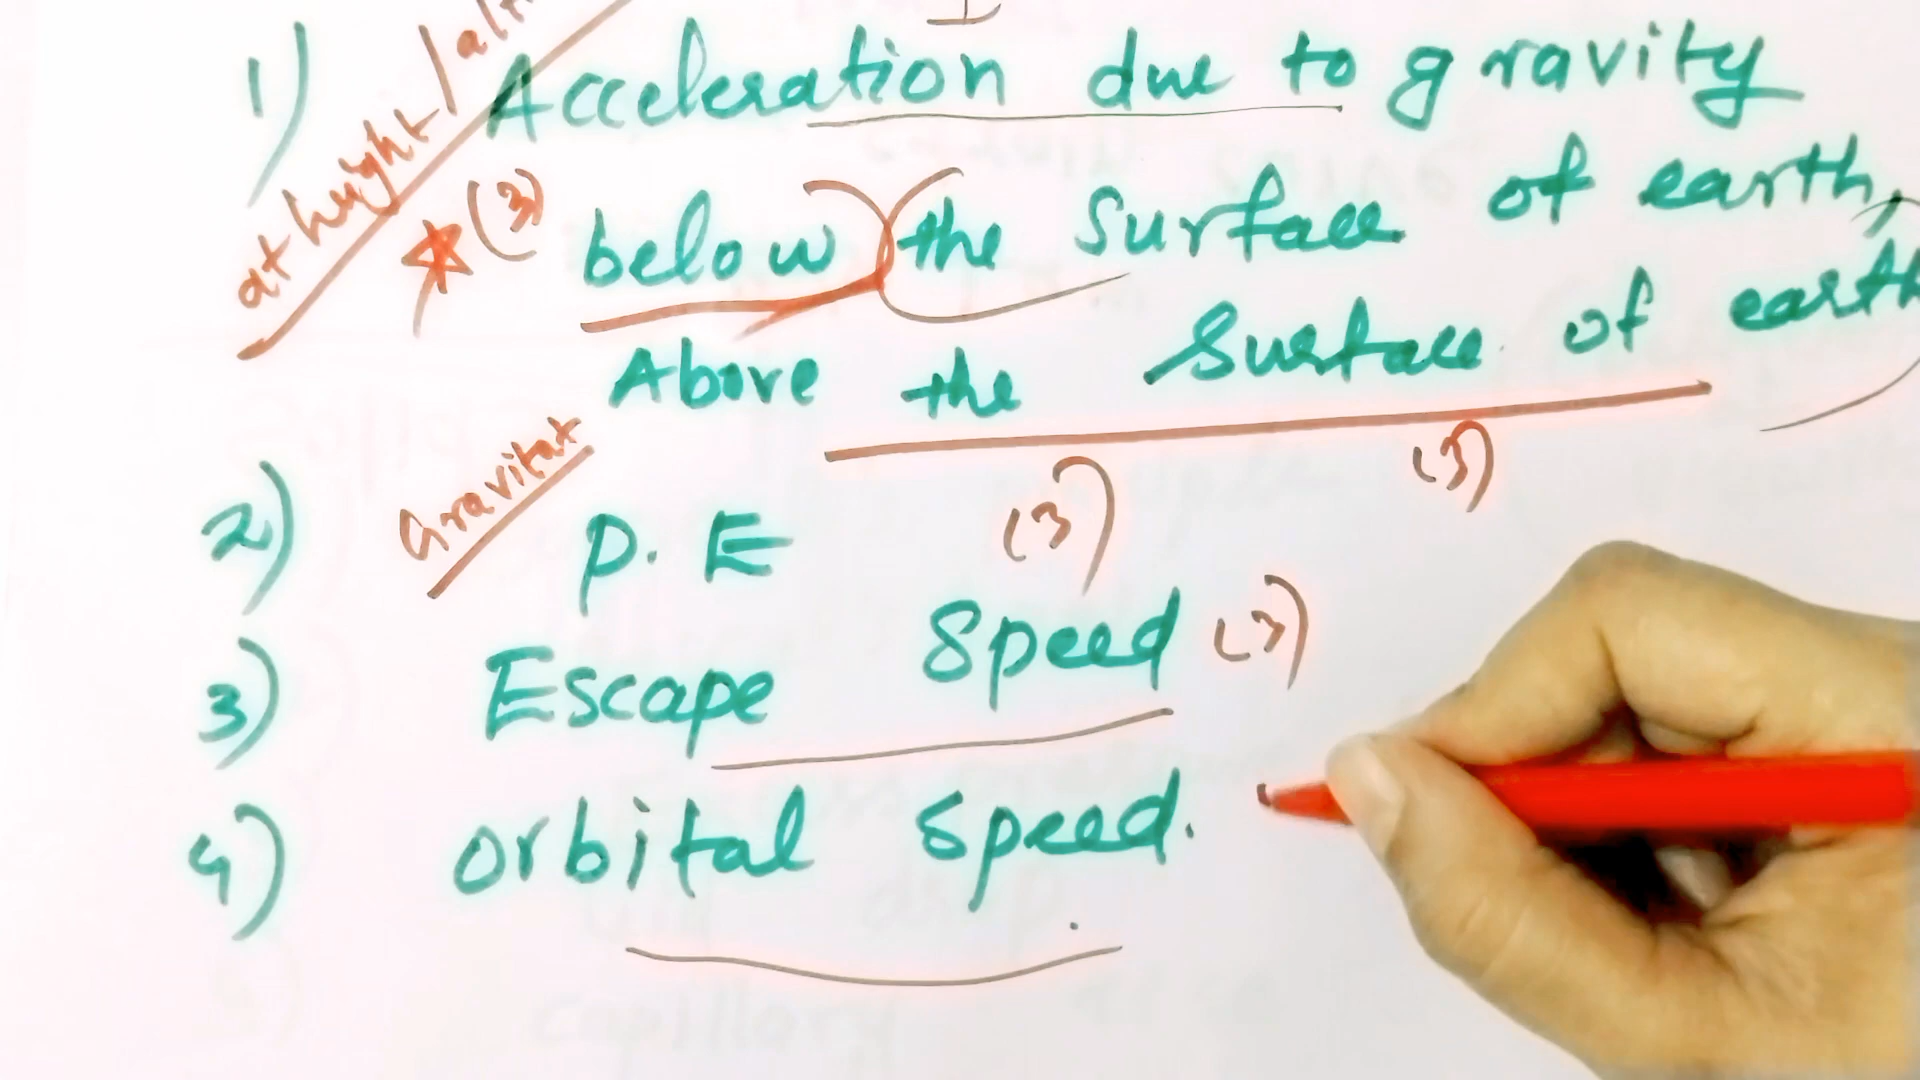 1) Acceleration due to gravity
at height/alt
(3) below the surface of earth,
Above the surface of earth
(3)
Gravitat
2) P.E (3)
3) Escape Speed (3)
4) orbital speed.